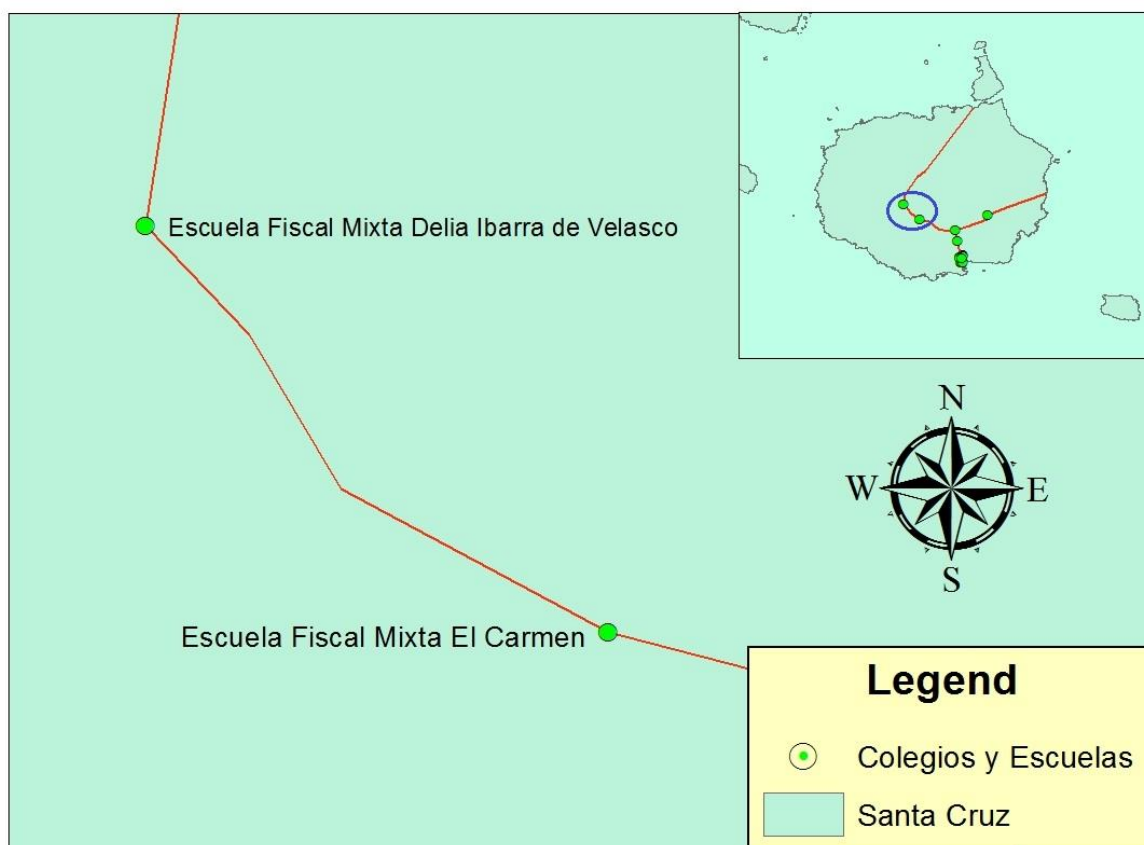 Escuela Fiscal Mixta Delia Ibarra de Velasco
N
W
E
S
Escuela Fiscal Mixta El Carmen
Legend
Colegios y Escuelas
Santa Cruz